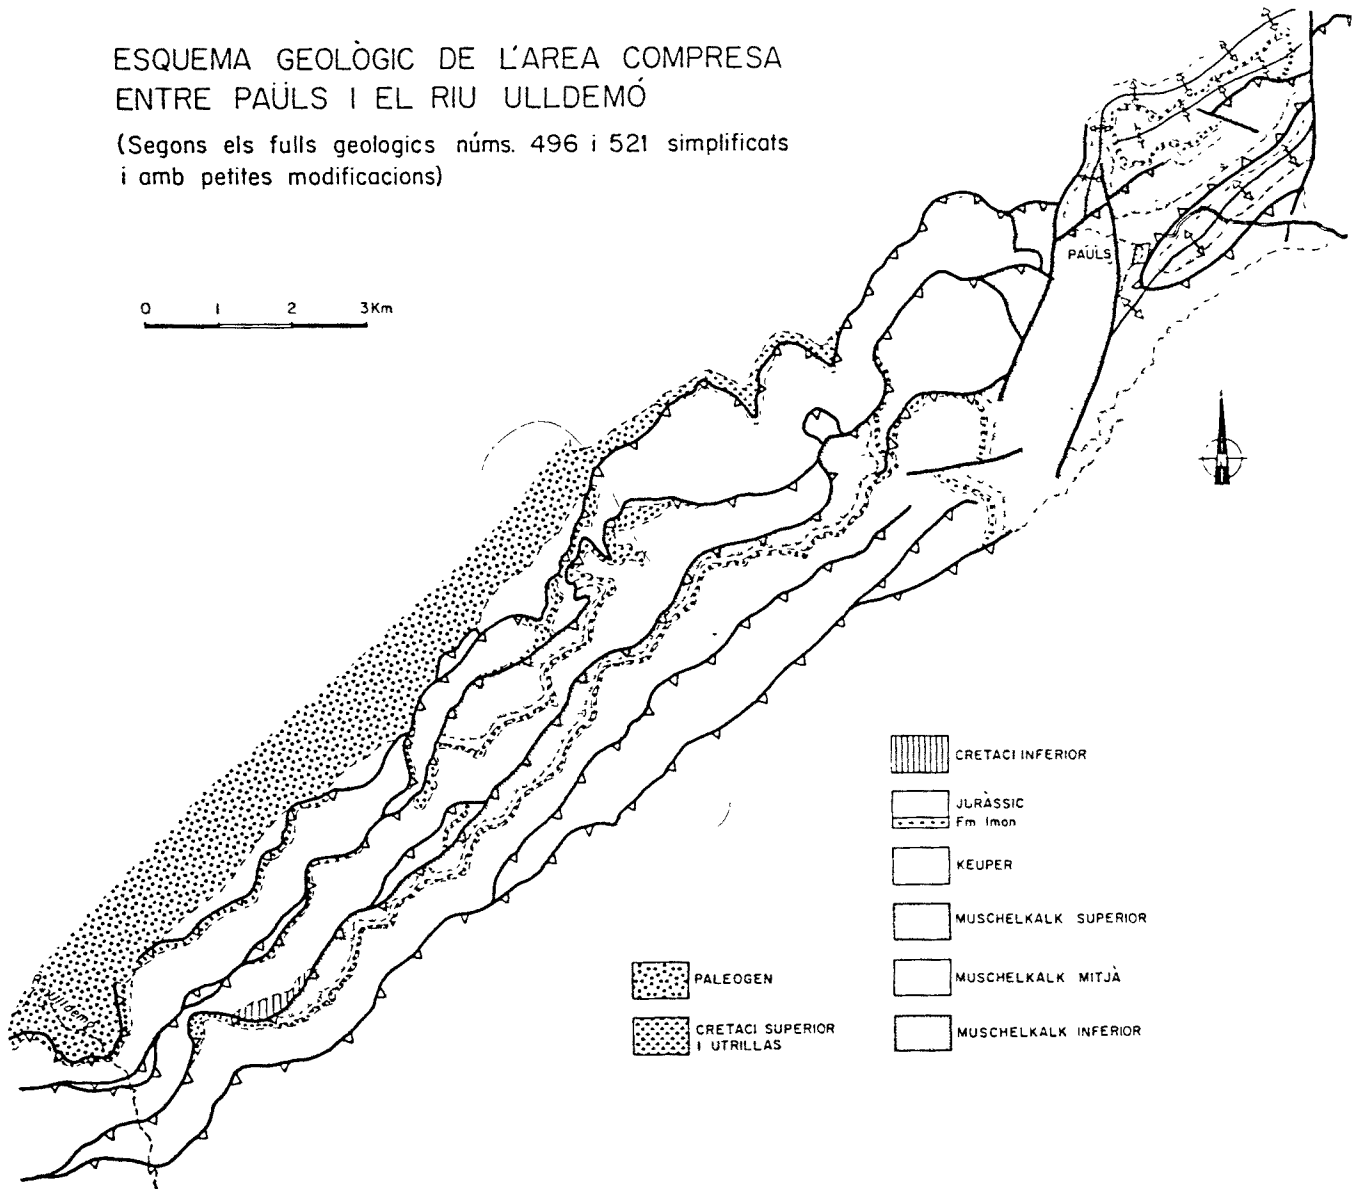 ESQUEMA GEOLÒGIC DE L'AREA COMPRESA
ENTRE PAÜLS I EL RIU ULLDEMÓ
(Segons els fulls geologics núms. 496 i 521 simplificats
i amb petites modificacions)
0 1 2 3Km
PAÜLS
R. Ulldemó
CRETACI INFERIOR
JURÀSSIC
Fm Imon
KEUPER
MUSCHELKALK SUPERIOR
PALEOGEN
MUSCHELKALK MITJÀ
CRETACI SUPERIOR
I UTRILLAS
MUSCHELKALK INFERIOR